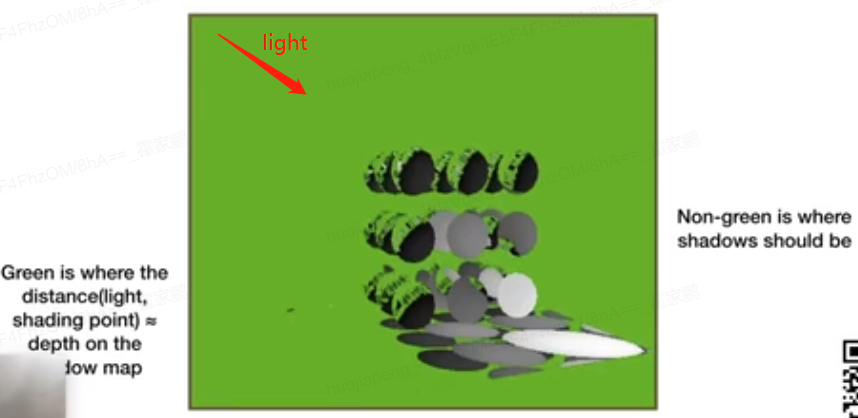 light
Non-green is where
shadows should be
Green is where the
distance(light,
shading point) ≈
depth on the
dow map